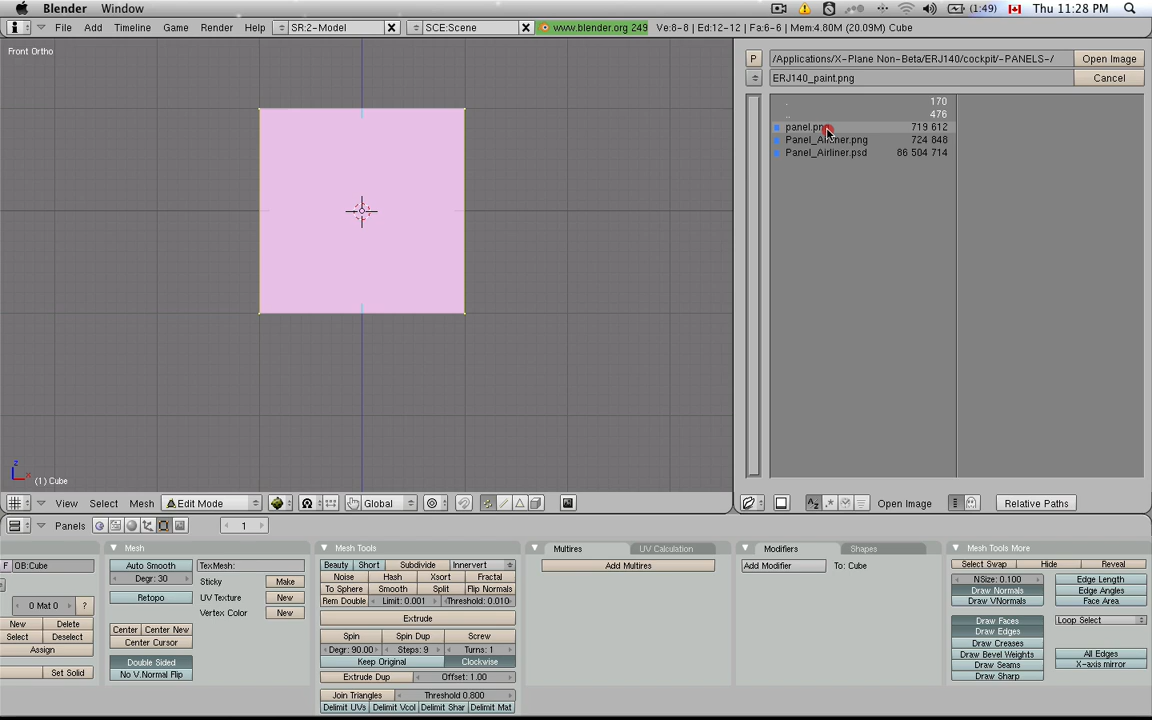 Blender Window (1:49) Thu 11:28 PM
File Add Timeline Game Render Help SR:2-Model SCE:Scene www.blender.org 249 Ve:8-8 | Ed:12-12 | Fa:6-6 | Mem:4.80M (20.09M) Cube
Front Ortho
P /Applications/X-Plane Non-Beta/ERJ140/cockpit/-PANELS-/ Open Image
ERJ140_paint.png Cancel
. 170
.. 476
panel.png 719 612
Panel_Airliner.png 724 848
Panel_Airliner.psd 86 504 714
z
x
(1) Cube
View Select Mesh Edit Mode Global Open Image Relative Paths
Panels 1
Mesh Mesh Tools Multires UV Calculation Modifiers Shapes Mesh Tools More
F OB:Cube Auto Smooth TexMesh: Beauty Short Subdivide Innervert Add Multires Add Modifier To: Cube Select Swap Hide Reveal
Degr: 30 Sticky Make Noise Hash Xsort Fractal NSize: 0.100 Edge Length
To Sphere Smooth Split Flip Normals Draw Normals Edge Angles
Retopo UV Texture New Rem Double Limit: 0.001 Threshold: 0.010 Draw VNormals Face Area
0 Mat 0 ? Vertex Color New Extrude Draw Faces Loop Select
New Delete Center Center New Spin Spin Dup Screw Draw Edges
Select Deselect Center Cursor Degr: 90.00 Steps: 9 Turns: 1 Draw Creases
Assign Double Sided Keep Original Clockwise Draw Bevel Weights All Edges
Set Solid No V.Normal Flip Extrude Dup Offset: 1.00 Draw Seams X-axis mirror
Draw Sharp
Join Triangles Threshold 0.800
Delimit UVs Delimit Vcol Delimit Shar Delimit Mat